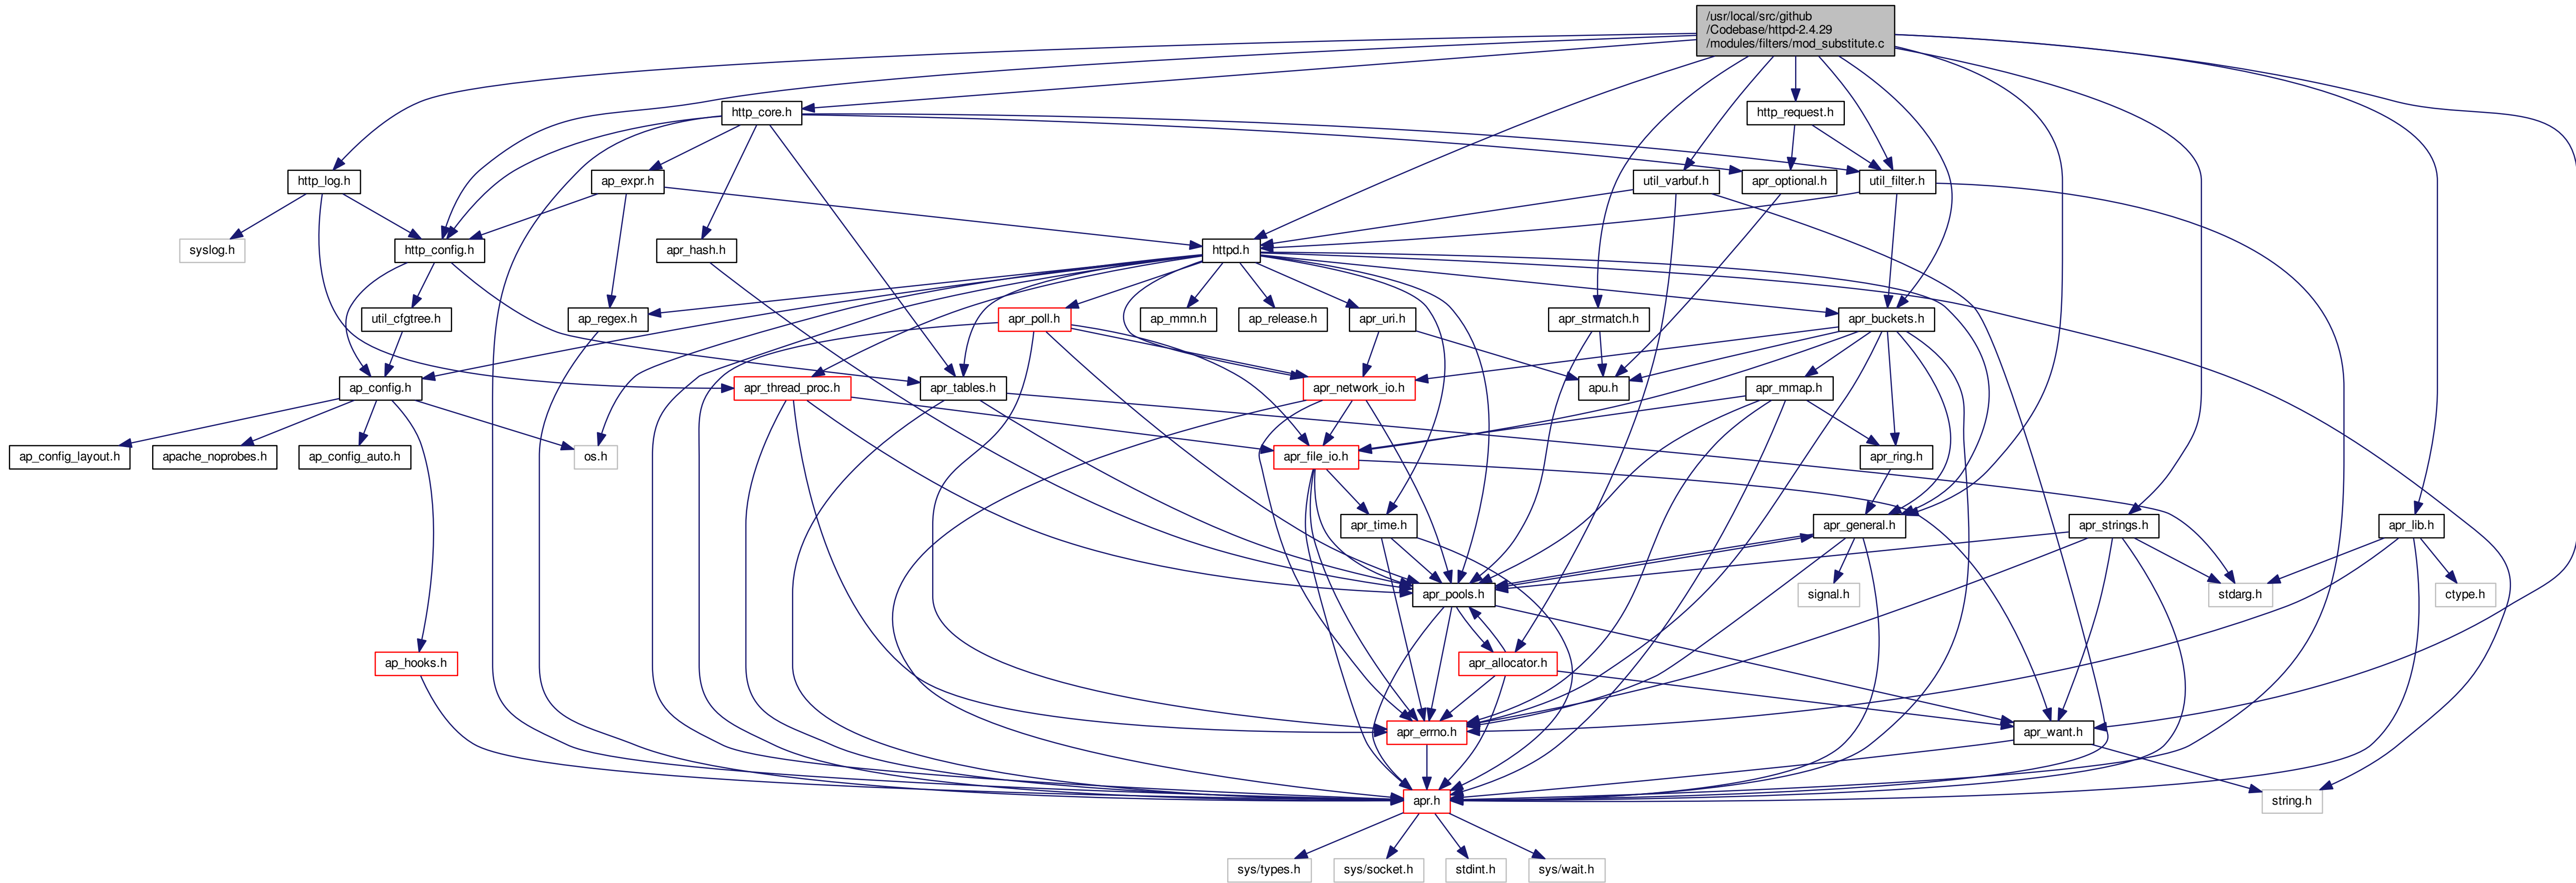 /usr/local/src/github
/Codebase/httpd-2.4.29
/modules/filters/mod_substitute.c
http_core.h
http_request.h
http_log.h
ap_expr.h
util_varbuf.h
apr_optional.h
util_filter.h
syslog.h
http_config.h
apr_hash.h
httpd.h
util_cfgtree.h
ap_regex.h
apr_poll.h
ap_mmn.h
ap_release.h
apr_uri.h
apr_strmatch.h
apr_buckets.h
ap_config.h
apr_thread_proc.h
apr_tables.h
apr_network_io.h
apu.h
apr_mmap.h
ap_config_layout.h
apache_noprobes.h
ap_config_auto.h
os.h
apr_file_io.h
apr_ring.h
apr_time.h
apr_general.h
apr_strings.h
apr_lib.h
apr_pools.h
signal.h
stdarg.h
ctype.h
ap_hooks.h
apr_allocator.h
apr_errno.h
apr_want.h
apr.h
string.h
sys/types.h
sys/socket.h
stdint.h
sys/wait.h